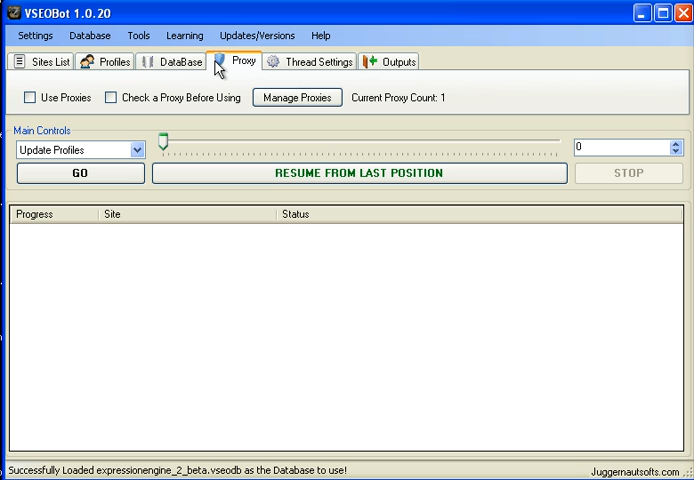 VSEOBot 1.0.20
Settings Database Tools Learning Updates/Versions Help
Sites List Profiles DataBase Proxy Thread Settings Outputs
Use Proxies Check a Proxy Before Using Manage Proxies Current Proxy Count: 1
Main Controls
Update Profiles 0
GO RESUME FROM LAST POSITION STOP
Progress Site Status
Successfully Loaded expressionengine_2_beta.vseodb as the Database to use! Juggernautsofts.com